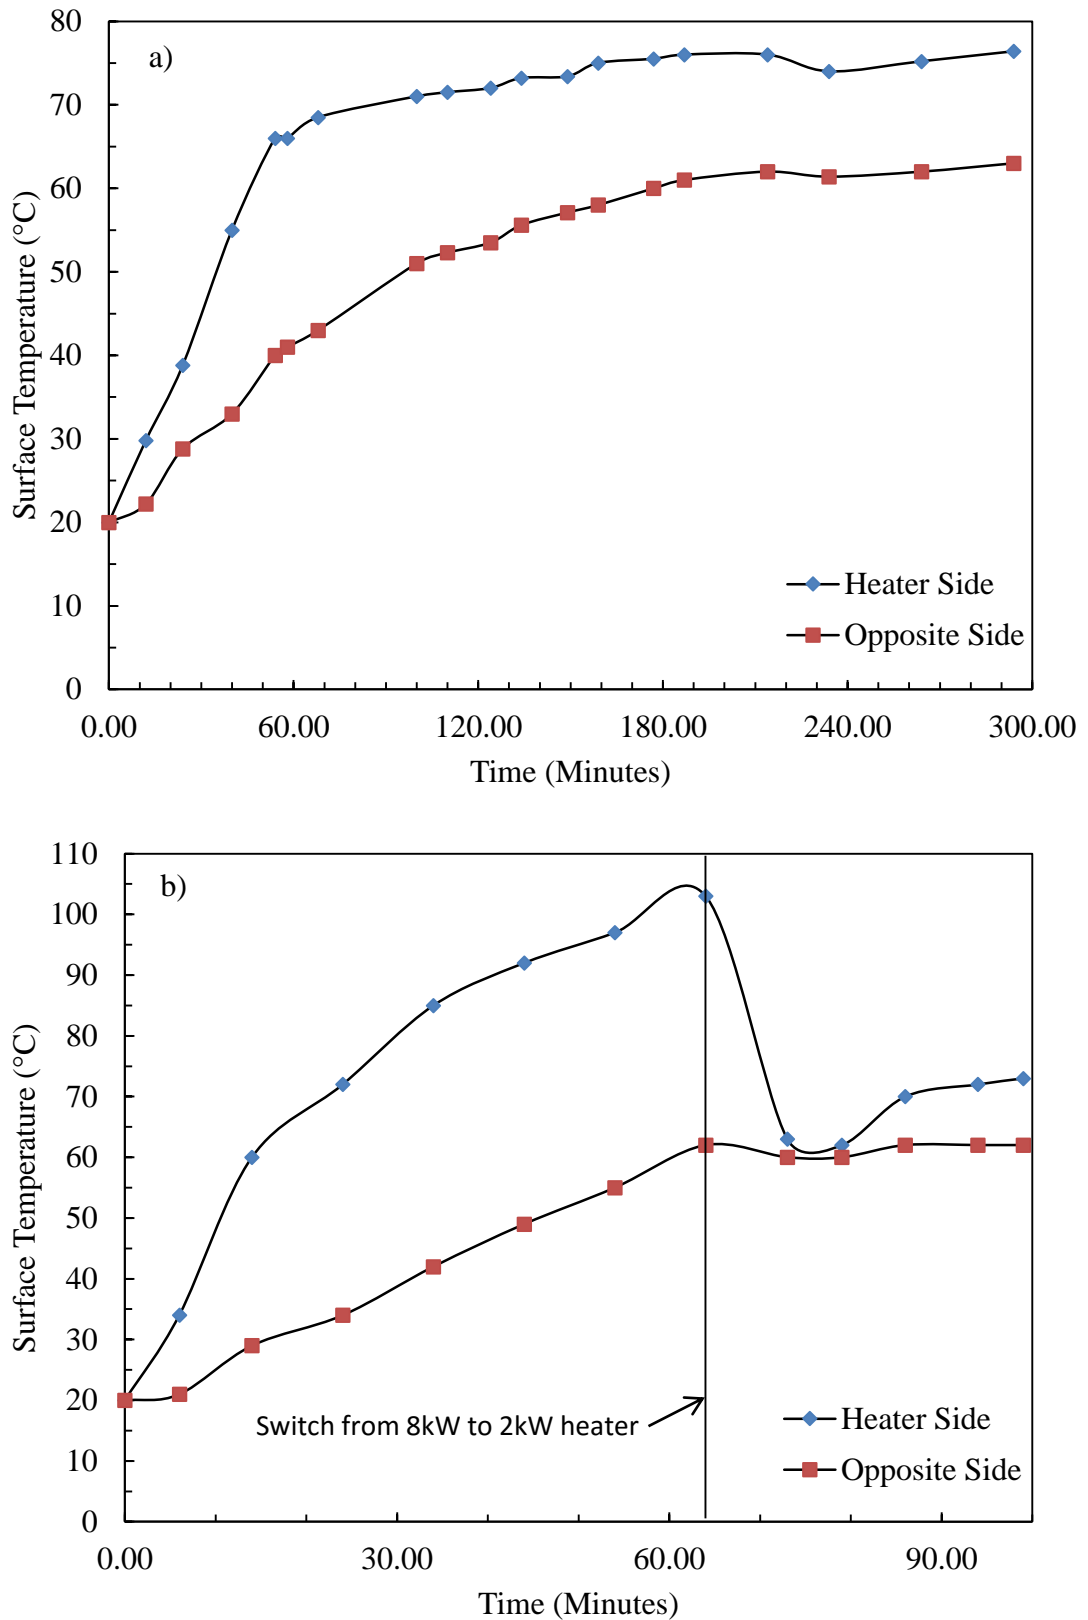 80
a)
70
60
50
40
30
20
10
0
Surface Temperature (°C)
Heater Side
Opposite Side
0.00 60.00 120.00 180.00 240.00 300.00
Time (Minutes)
110
b)
100
90
80
70
60
50
40
30
20
10
0
Surface Temperature (°C)
Switch from 8kW to 2kW heater
Heater Side
Opposite Side
0.00 30.00 60.00 90.00
Time (Minutes)